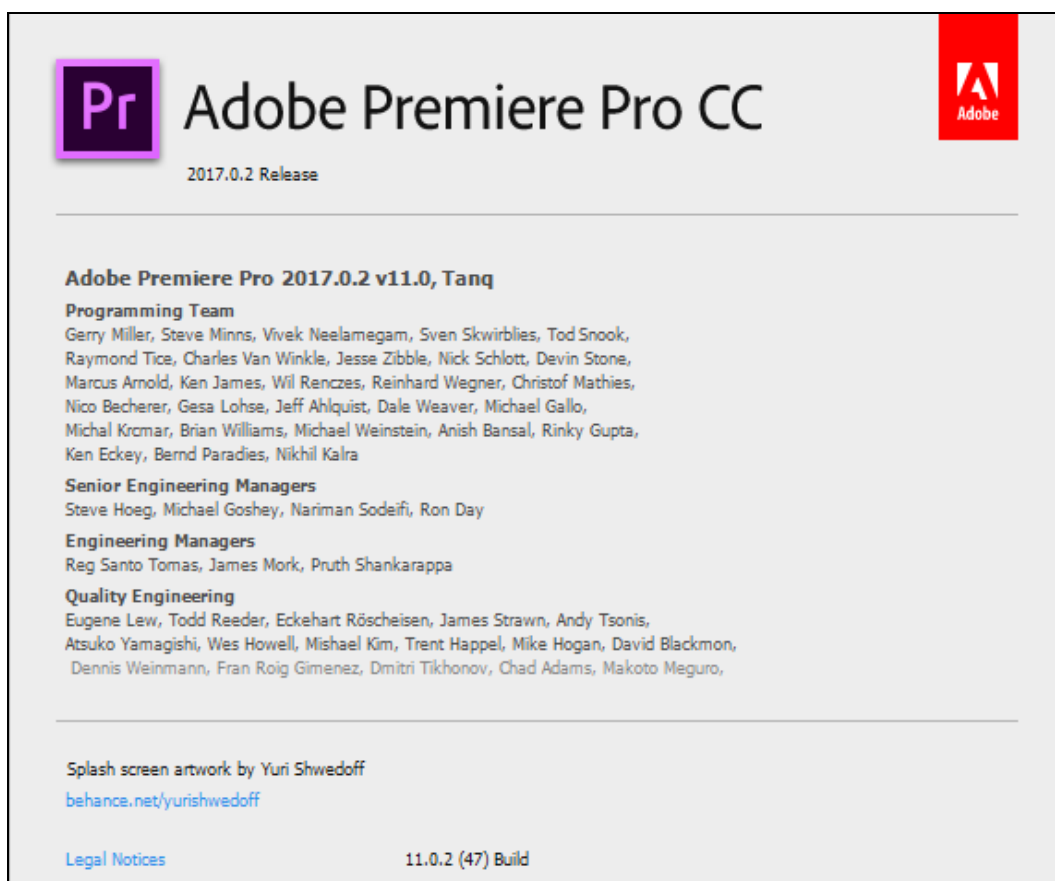 Pr
Adobe Premiere Pro CC
Adobe
2017.0.2 Release
Adobe Premiere Pro 2017.0.2 v11.0, Tanq
Programming Team
Gerry Miller, Steve Minns, Vivek Neelamegam, Sven Skwirblies, Tod Snook,
Raymond Tice, Charles Van Winkle, Jesse Zibble, Nick Schlott, Devin Stone,
Marcus Arnold, Ken James, Wil Renczes, Reinhard Wegner, Christof Mathies,
Nico Becherer, Gesa Lohse, Jeff Ahlquist, Dale Weaver, Michael Gallo,
Michal Krcmar, Brian Williams, Michael Weinstein, Anish Bansal, Rinky Gupta,
Ken Eckey, Bernd Paradies, Nikhil Kalra
Senior Engineering Managers
Steve Hoeg, Michael Goshey, Nariman Sodeifi, Ron Day
Engineering Managers
Reg Santo Tomas, James Mork, Pruth Shankarappa
Quality Engineering
Eugene Lew, Todd Reeder, Eckehart Röscheisen, James Strawn, Andy Tsonis,
Atsuko Yamagishi, Wes Howell, Mishael Kim, Trent Happel, Mike Hogan, David Blackmon,
Dennis Weinmann, Fran Roig Gimenez, Dmitri Tikhonov, Chad Adams, Makoto Meguro,
Splash screen artwork by Yuri Shwedoff
behance.net/yurishwedoff
Legal Notices
11.0.2 (47) Build